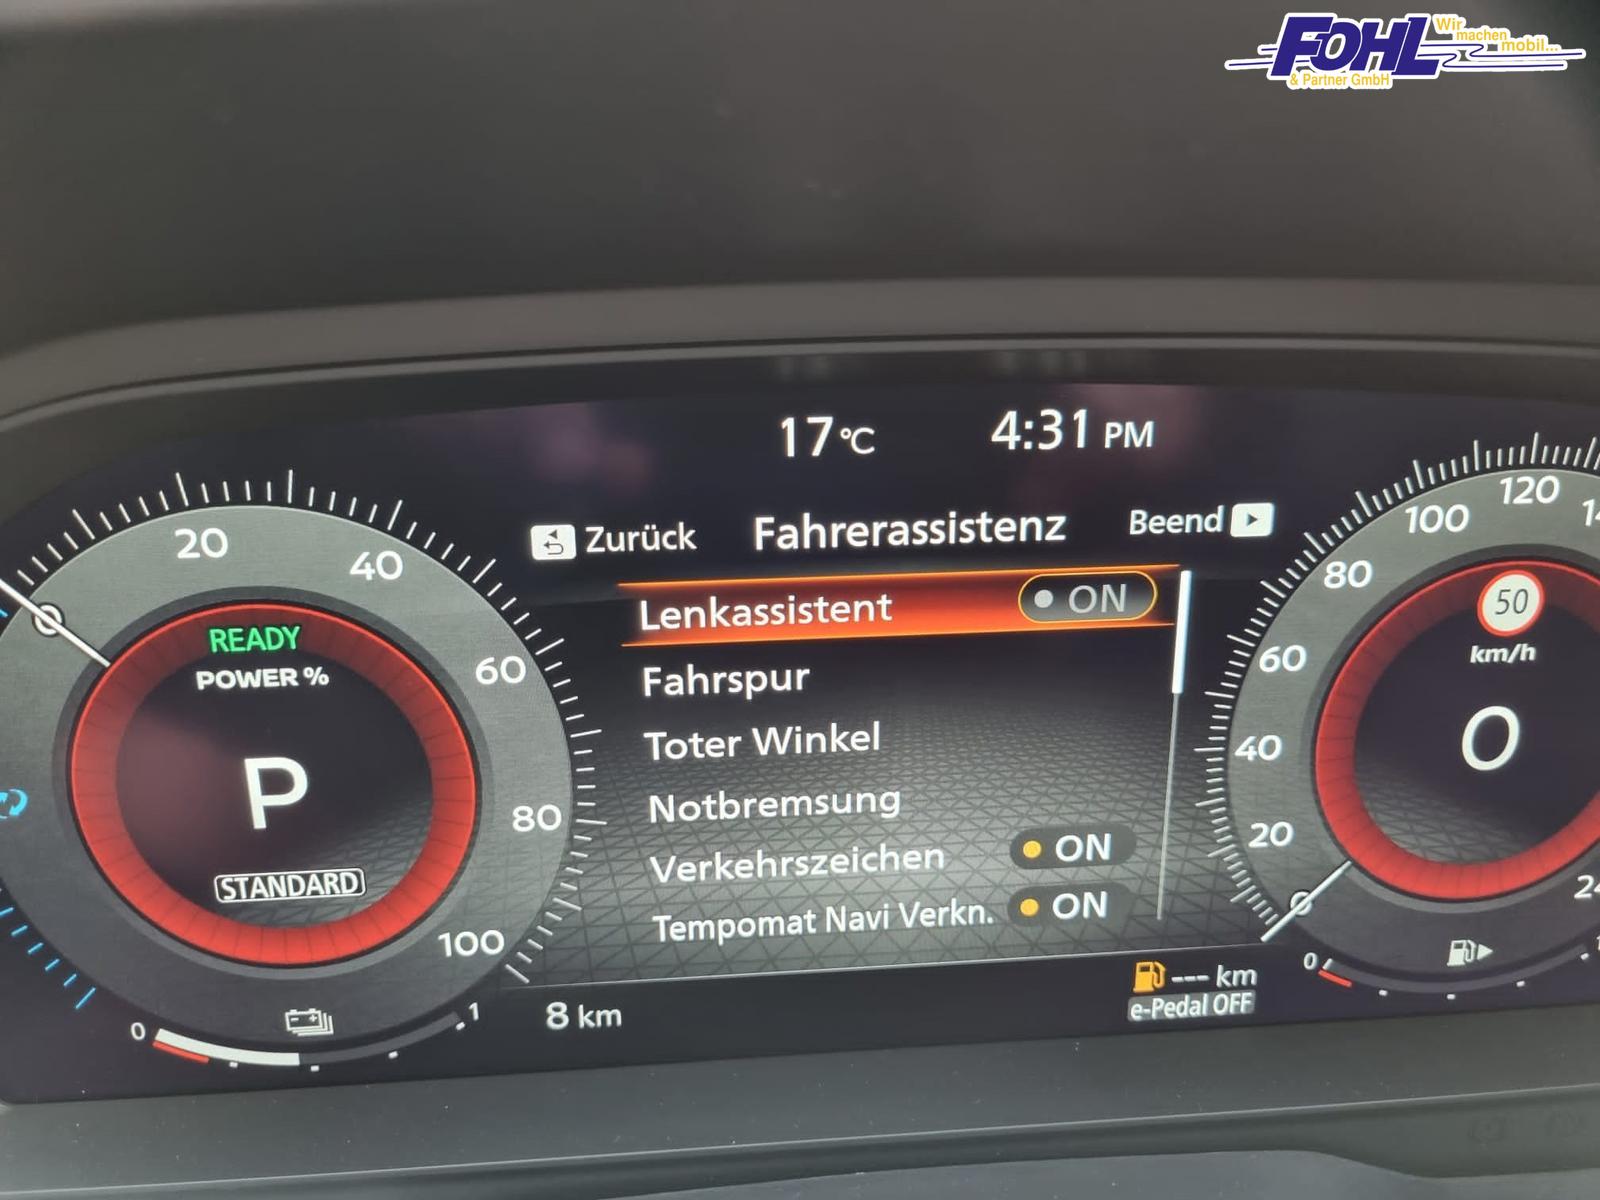 FOHL
Wir
machen
mobil...
& Partner GmbH
17°C
4:31 PM
Zurück
Fahrerassistenz
Beend
Lenkassistent
ON
Fahrspur
Toter Winkel
Notbremsung
Verkehrszeichen
ON
Tempomat Navi Verkn.
ON
0
20
40
60
80
100
READY
POWER %
P
STANDARD
0
1
8 km
--- km
e-Pedal OFF
0
20
40
60
80
100
120
50
km/h
0
0